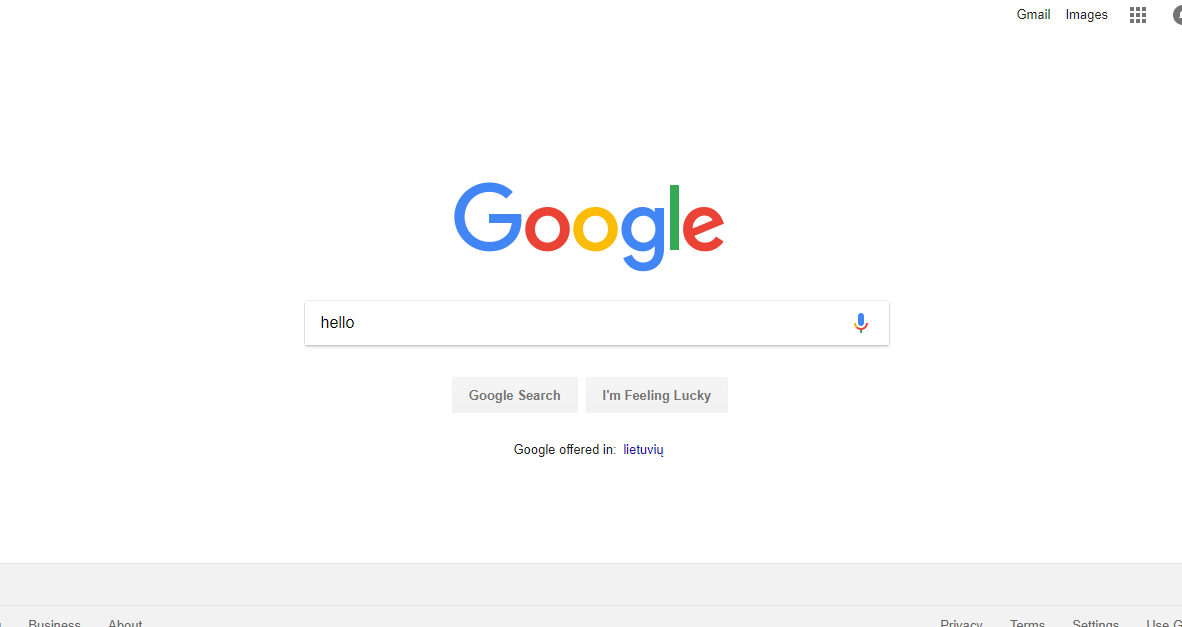 Gmail Images
Google
hello
Google Search I'm Feeling Lucky
Google offered in: lietuvių
Business About Privacy Terms Settings Use G